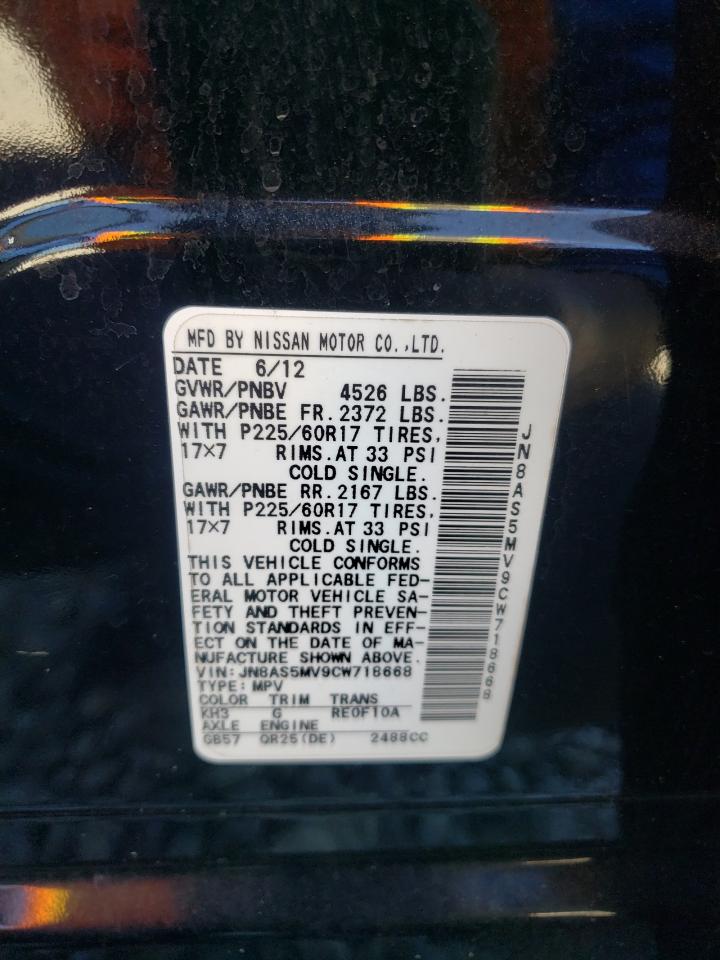 MFD BY NISSAN MOTOR CO.,LTD.
DATE 6/12
GVWR/PNBV 4526 LBS.
GAWR/PNBE FR. 2372 LBS.
WITH P225/60R17 TIRES,
17×7 RIMS. AT 33 PSI
COLD SINGLE.
GAWR/PNBE RR. 2167 LBS.
WITH P225/60R17 TIRES,
17×7 RIMS. AT 33 PSI
COLD SINGLE.
THIS VEHICLE CONFORMS
TO ALL APPLICABLE FED-
ERAL MOTOR VEHICLE SA-
FETY AND THEFT PREVEN-
TION STANDARDS IN EFF-
ECT ON THE DATE OF MA-
NUFACTURE SHOWN ABOVE.
VIN: JN8AS5MV9CW718668
TYPE: MPV
COLOR TRIM TRANS
KH3 G RE0F10A
AXLE ENGINE
GB57 QR25(DE) 2488CC
JN8AS5MV9CW718668